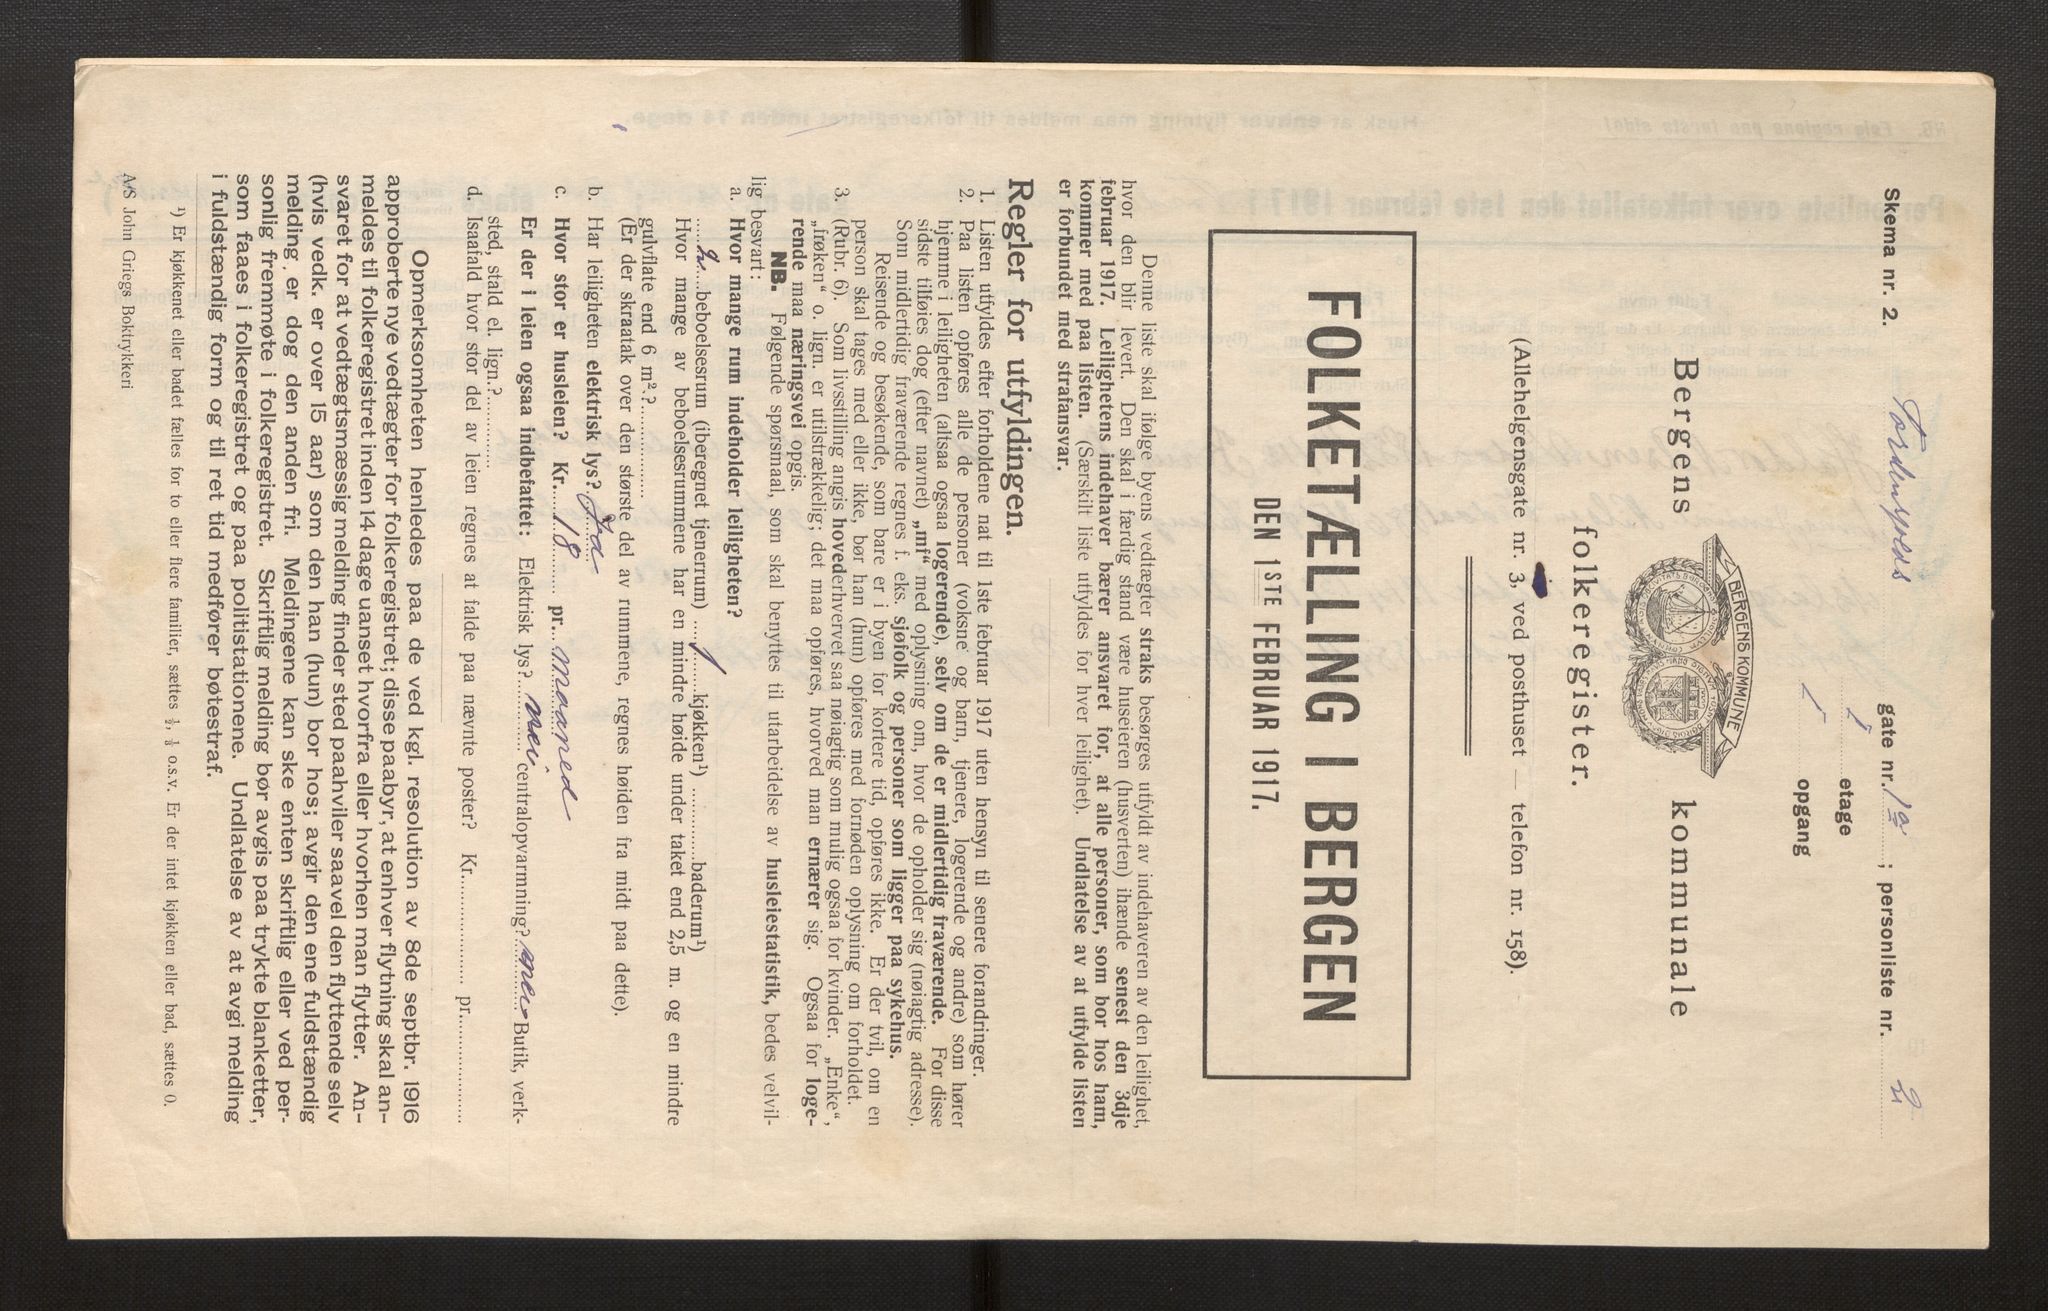 Skema nr. 2.
Tordenskjolds gate nr. 1a ; personliste nr. 2
1 etage
opgang
Bergens kommunale
BERGENS KOMMUNE
folkeregister.
(Allehelgensgate nr. 3, ved posthuset — telefon nr. 158).
FOLKETÆLLING I BERGEN
DEN 1STE FEBRUAR 1917.
Denne liste skal ifølge byens vedtægter straks besørges utfyldt av indehaveren av den leilighet,
hvor den blir levert. Den skal i færdig stand være huseieren (husverten) ihænde senest den 3dje
februar 1917. Leilighetens indehaver bærer ansvaret for, at alle personer, som bor hos ham,
kommer med paa listen. (Særskilt liste utfyldes for hver leilighet). Undlatelse av at utfylde listen
er forbundet med strafansvar.
Regler for utfyldingen.
1. Listen utfyldes efter forholdene nat til 1ste februar 1917 uten hensyn til senere forandringer.
2. Paa listen opføres alle de personer (voksne og barn, tjenere, logerende og andre) som hører
hjemme i leiligheten (altsaa ogsaa logerende), selv om de er midlertidig fraværende. For disse
sidste tilføies dog (efter navnet) „mf“ med oplysning om, hvor de opholder sig (nøiagtig adresse).
Som midlertidig fraværende regnes f. eks. sjøfolk og personer som ligger paa sykehus.
Reisende og besøkende, som bare er i byen for kortere tid, opføres ikke. Er der tvil, om en
person skal tages med eller ikke, bør han (hun) opføres med fornøden oplysning om forholdet.
3. (Rubr. 6). Som livsstilling angis hovederhvervet saa nøiagtig som mulig ogsaa for kvinder. „Enke“,
„frøken“ o. lign. er utilstrækkelig; det maa opføres, hvorved man ernærer sig. Ogsaa for loge-
rende maa næringsvei opgis.
NB. Følgende spørsmaal, som skal benyttes til utarbeidelse av husleiestatistik, bedes velvil-
lig besvart:
a. Hvor mange rum indeholder leiligheten?
2 beboelsesrum (iberegnet tjenerrum) 1 kjøkken¹) baderum¹)
Hvor mange av beboelsesrummene har en mindre høide under taket end 2,5 m. og en mindre
gulvflate end 6 m².?
(Er der skraatak over den største del av rummene, regnes høiden fra midt paa dette).
b. Har leiligheten elektrisk lys? Ja
c. Hvor stor er husleien? Kr. 18 pr. maaned
Er der i leien ogsaa indbefattet: Elektrisk lys? nei centralopvarmning? nei Butik, verk-
sted, stald el. lign.?
d. Isaafald hvor stor del av leien regnes at falde paa nævnte poster? Kr. pr.
Opmerksomheten henledes paa de ved kgl. resolution av 8de septbr. 1916
approberte nye vedtægter for folkeregistret; disse paabyr, at enhver flytning skal an-
meldes til folkeregistret inden 14 dage uanset hvorfra eller hvorhen man flytter. An-
svaret for at vedtægtsmæssig melding finder sted paahviler saavel den flyttende selv
(hvis vedk. er over 15 aar) som den han (hun) bor hos; avgir den ene fuldstændig
melding, er dog den anden fri. Meldingene kan ske enten skriftlig eller ved per-
sonlig fremmøte i folkeregistret. Skriftlig melding bør avgis paa trykte blanketter,
som faaes i folkeregistret og paa politistationene. Undlatelse av at avgi melding
i fuldstændig form og til ret tid medfører bøtestraf.
¹) Er kjøkkenet eller badet fælles for to eller flere familier, sættes ½, ⅓ o.s.v. Er der intet kjøkken eller bad, sættes 0.
A/S John Griegs Boktrykkeri